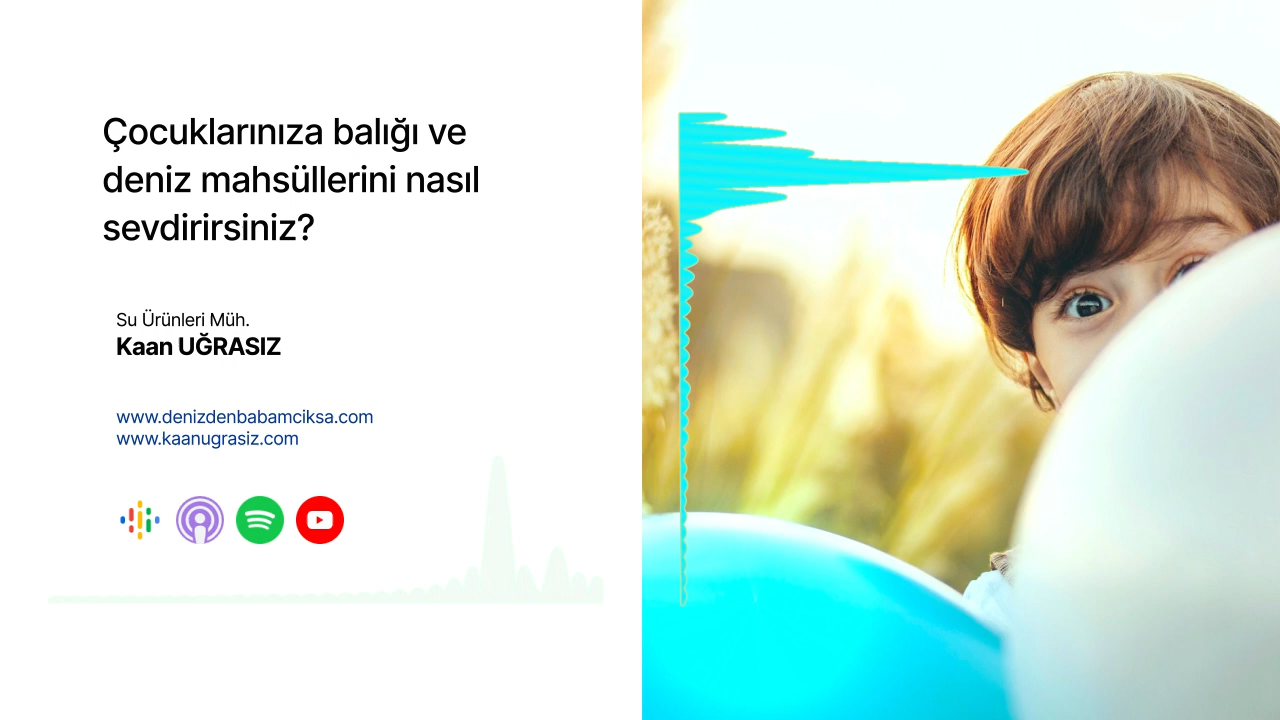 Çocuklarınıza balığı ve
deniz mahsüllerini nasıl
sevdirirsiniz?
Su Ürünleri Müh.
Kaan UĞRASIZ
www.denizdenbabamciksa.com
www.kaanugrasiz.com